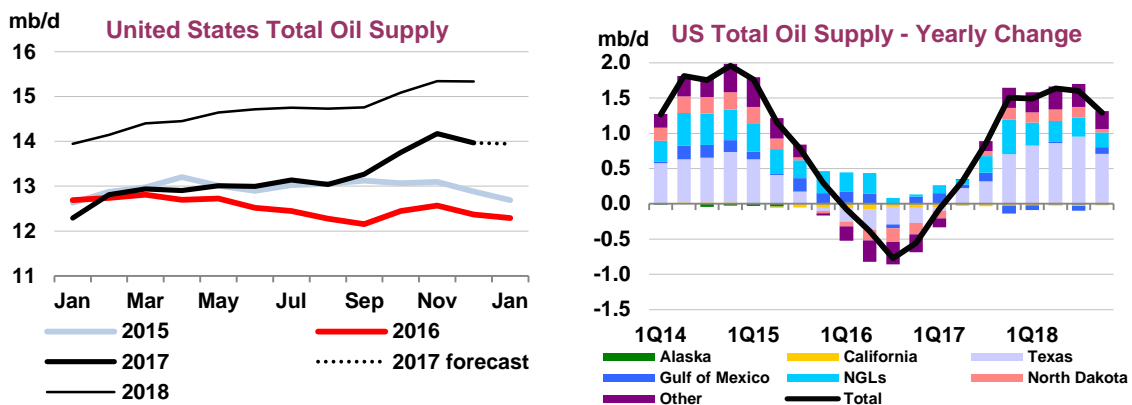 mb/d
United States Total Oil Supply
16
15
14
13
12
11
Jan Mar May Jul Sep Nov Jan
2015 2016
2017 2017 forecast
2018
mb/d
US Total Oil Supply - Yearly Change
2.0
1.5
1.0
0.5
0.0
-0.5
-1.0
-1.5
1Q14 1Q15 1Q16 1Q17 1Q18
Alaska California Texas
Gulf of Mexico NGLs North Dakota
Other Total